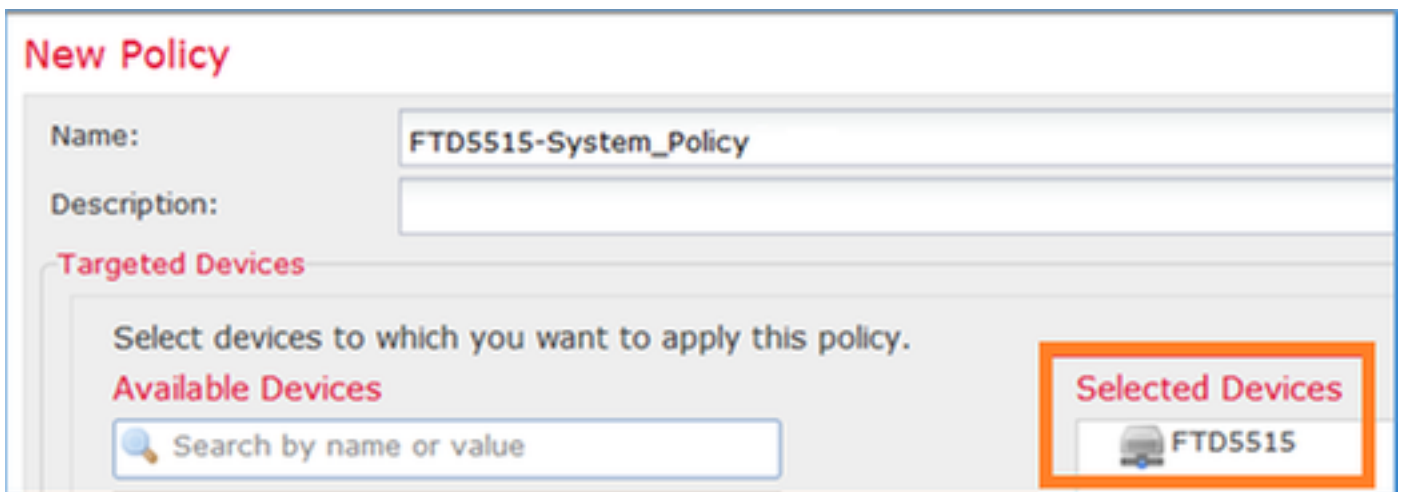 New Policy
Name:
FTD5515-System_Policy
Description:
Targeted Devices
Select devices to which you want to apply this policy.
Available Devices
Selected Devices
Search by name or value
FTD5515